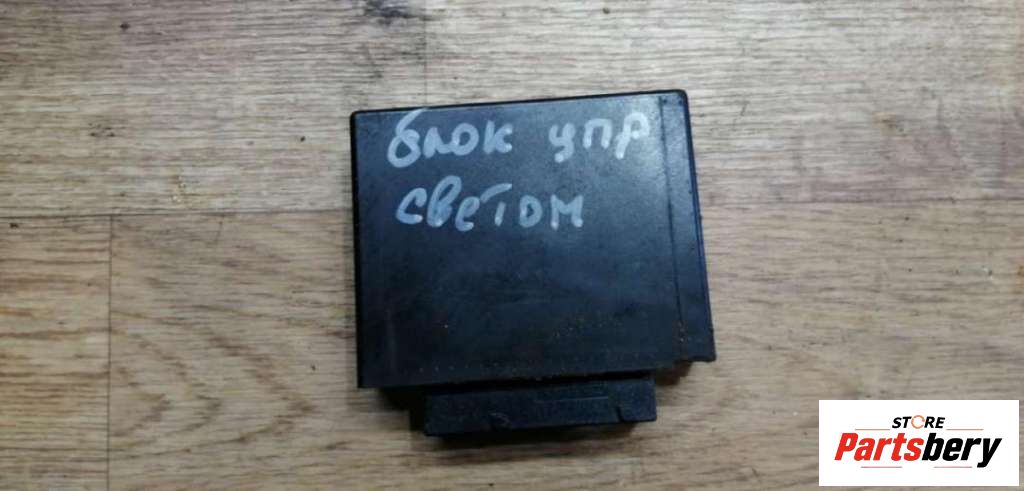 блок упр
светом
STORE
Partsbery